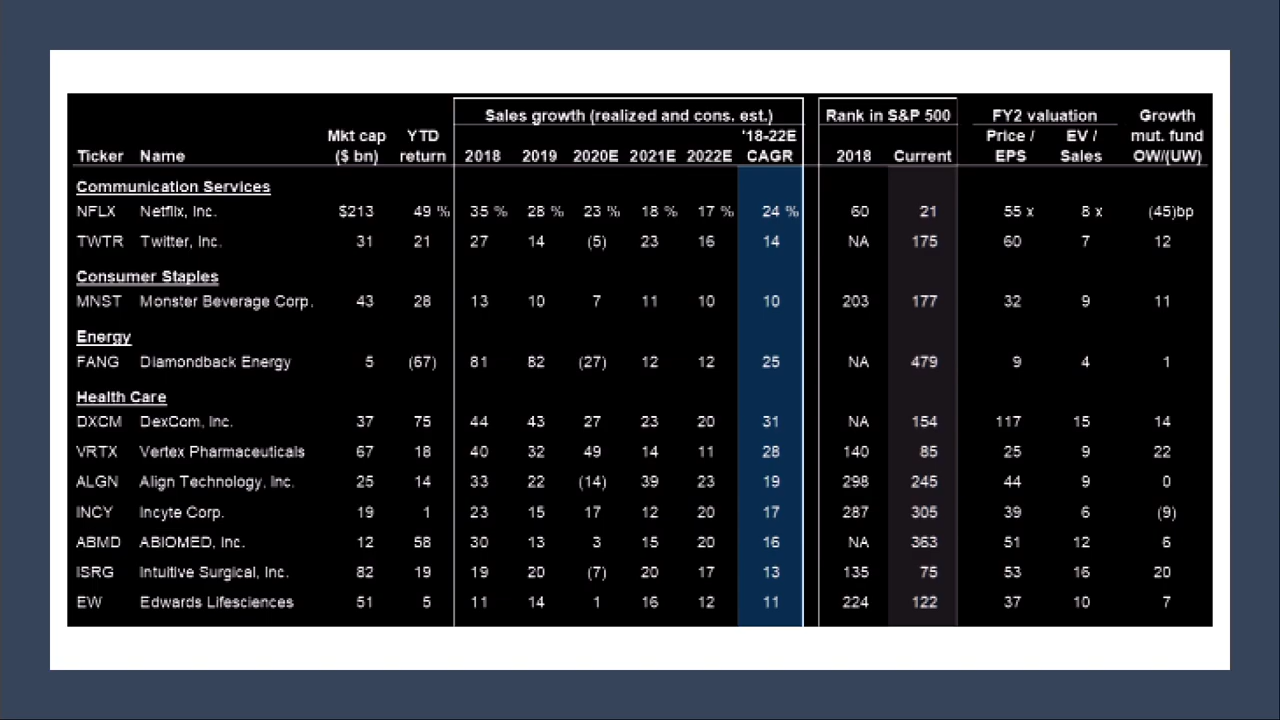 Sales growth (realized and cons. est.) Rank in S&P 500 FY2 valuation Growth
Mkt cap YTD '18-22E Price / EV / mut. fund
Ticker Name ($ bn) return 2018 2019 2020E 2021E 2022E CAGR 2018 Current EPS Sales OW/(UW)
Communication Services
NFLX Netflix, Inc. $213 49 % 35 % 28 % 23 % 18 % 17 % 24 % 60 21 55 x 8 x (45)bp
TWTR Twitter, Inc. 31 21 27 14 (5) 23 16 14 NA 175 60 7 12
Consumer Staples
MNST Monster Beverage Corp. 43 28 13 10 7 11 10 10 203 177 32 9 11
Energy
FANG Diamondback Energy 5 (67) 81 82 (27) 12 12 25 NA 479 9 4 1
Health Care
DXCM DexCom, Inc. 37 75 44 43 27 23 20 31 NA 154 117 15 14
VRTX Vertex Pharmaceuticals 67 18 40 32 49 14 11 28 140 85 25 9 22
ALGN Align Technology, Inc. 25 14 33 22 (14) 39 23 19 298 245 44 9 0
INCY Incyte Corp. 19 1 23 15 17 12 20 17 287 305 39 6 (9)
ABMD ABIOMED, Inc. 12 58 30 13 3 15 20 16 NA 363 51 12 6
ISRG Intuitive Surgical, Inc. 82 19 19 20 (7) 20 17 13 135 75 53 16 20
EW Edwards Lifesciences 51 5 11 14 1 16 12 11 224 122 37 10 7